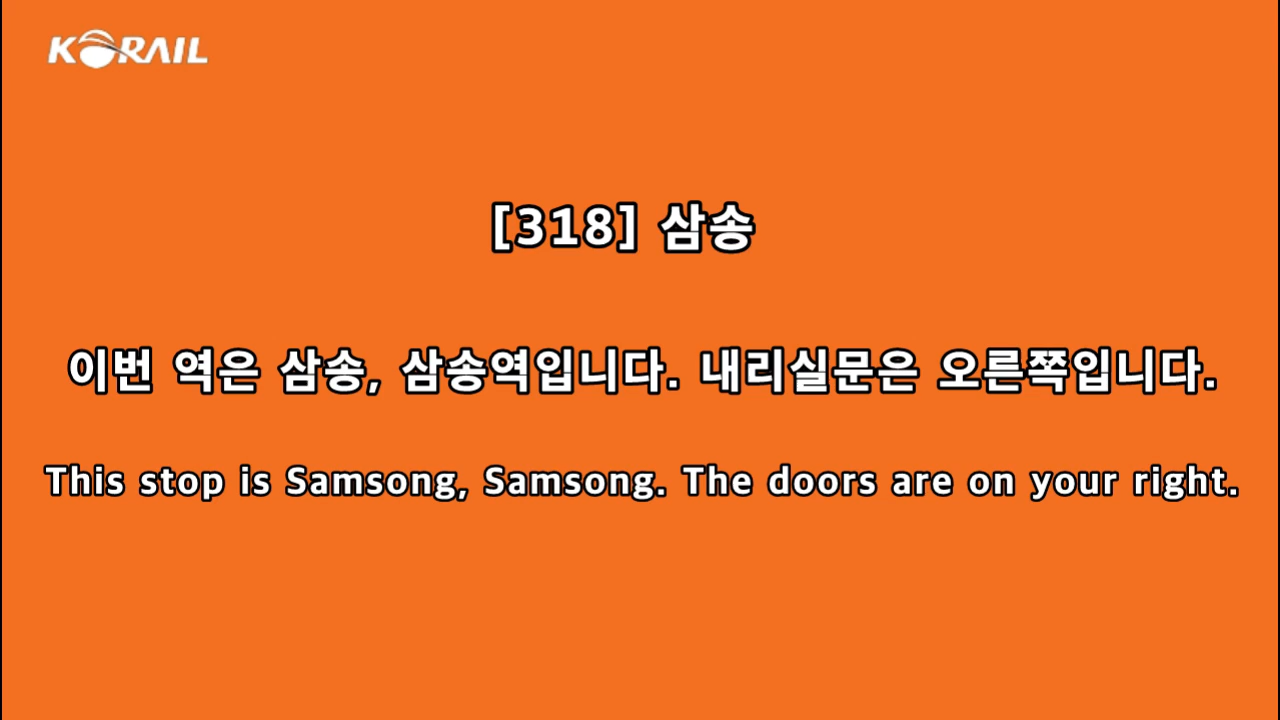 KORAIL
[318] 삼송
이번 역은 삼송, 삼송역입니다. 내리실문은 오른쪽입니다.
This stop is Samsong, Samsong. The doors are on your right.